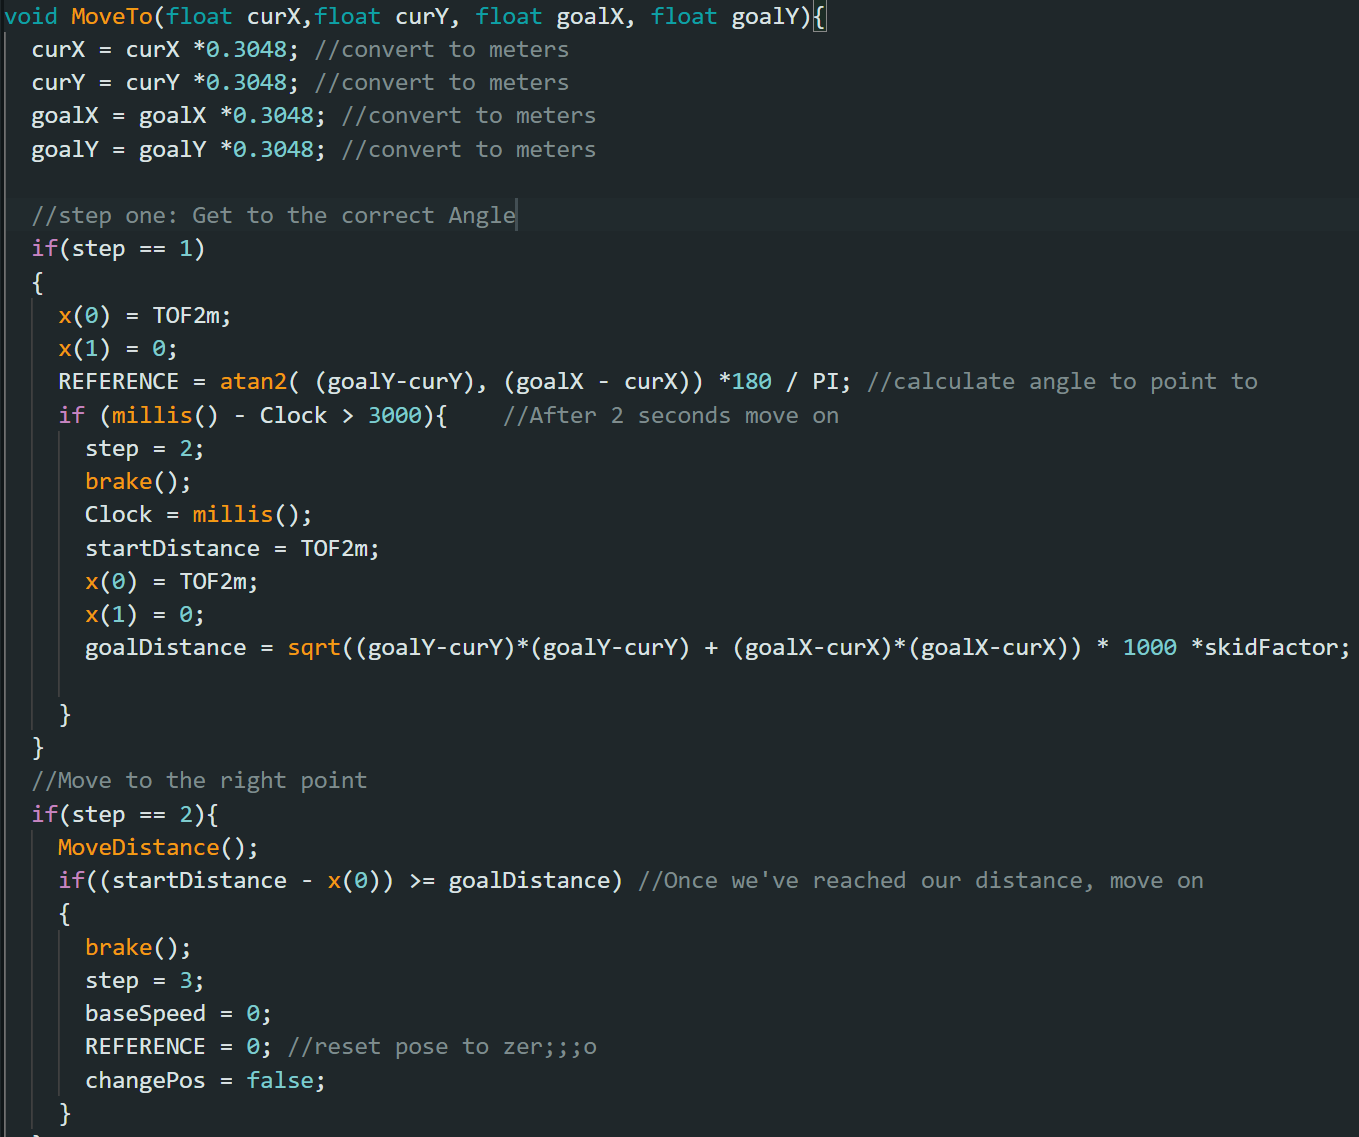 void MoveTo(float curX,float curY, float goalX, float goalY){
  curX = curX *0.3048; //convert to meters
  curY = curY *0.3048; //convert to meters
  goalX = goalX *0.3048; //convert to meters
  goalY = goalY *0.3048; //convert to meters

  //step one: Get to the correct Angle
  if(step == 1)
  {
    x(0) = TOF2m;
    x(1) = 0;
    REFERENCE = atan2( (goalY-curY), (goalX - curX)) *180 / PI; //calculate angle to point to
    if (millis() - Clock > 3000){    //After 2 seconds move on
      step = 2;
      brake();
      Clock = millis();
      startDistance = TOF2m;
      x(0) = TOF2m;
      x(1) = 0;
      goalDistance = sqrt((goalY-curY)*(goalY-curY) + (goalX-curX)*(goalX-curX)) * 1000 *skidFactor;

    }
  }
  //Move to the right point
  if(step == 2){
    MoveDistance();
    if((startDistance - x(0)) >= goalDistance) //Once we've reached our distance, move on
    {
      brake();
      step = 3;
      baseSpeed = 0;
      REFERENCE = 0; //reset pose to zer;;;o
      changePos = false;
    }